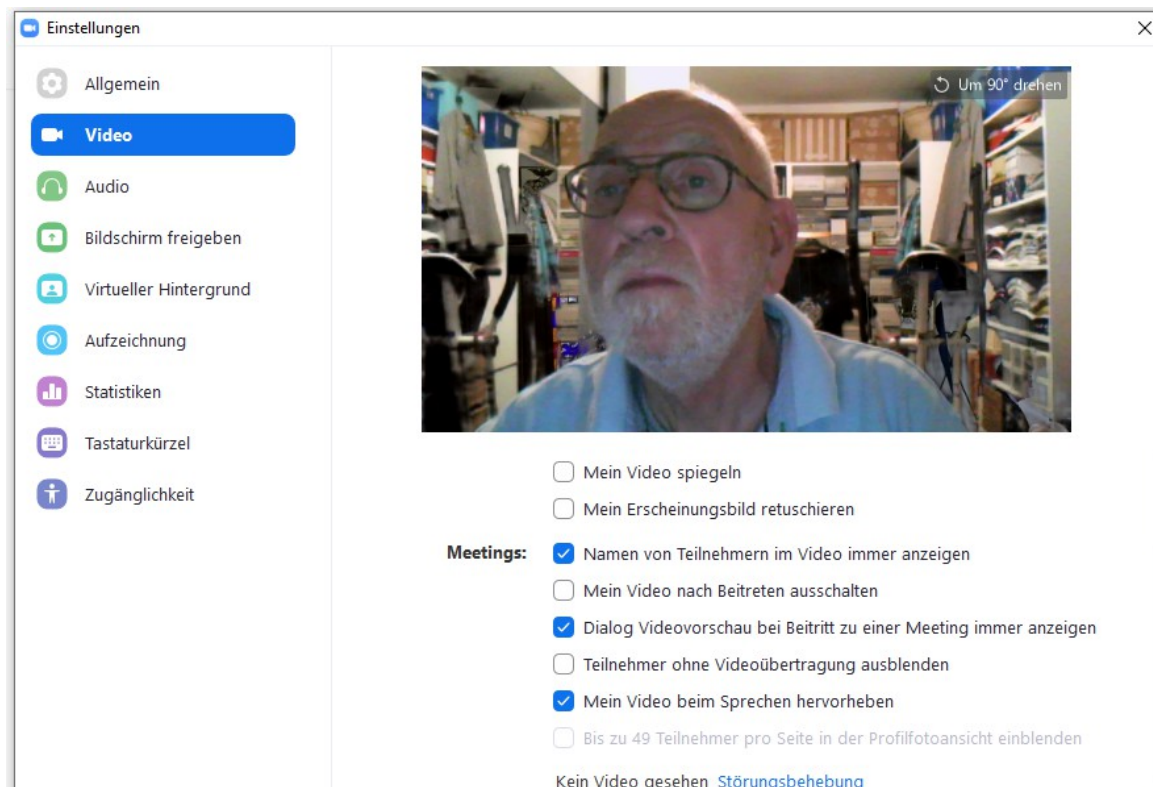 Einstellungen
Allgemein
Video
Audio
Bildschirm freigeben
Virtueller Hintergrund
Aufzeichnung
Statistiken
Tastaturkürzel
Zugänglichkeit
Um 90° drehen
Mein Video spiegeln
Mein Erscheinungsbild retuschieren
Meetings: Namen von Teilnehmern im Video immer anzeigen
Mein Video nach Beitreten ausschalten
Dialog Videovorschau bei Beitritt zu einer Meeting immer anzeigen
Teilnehmer ohne Videoübertragung ausblenden
Mein Video beim Sprechen hervorheben
Bis zu 49 Teilnehmer pro Seite in der Profilfotoansicht einblenden
Kein Video gesehen Störungsbehebung